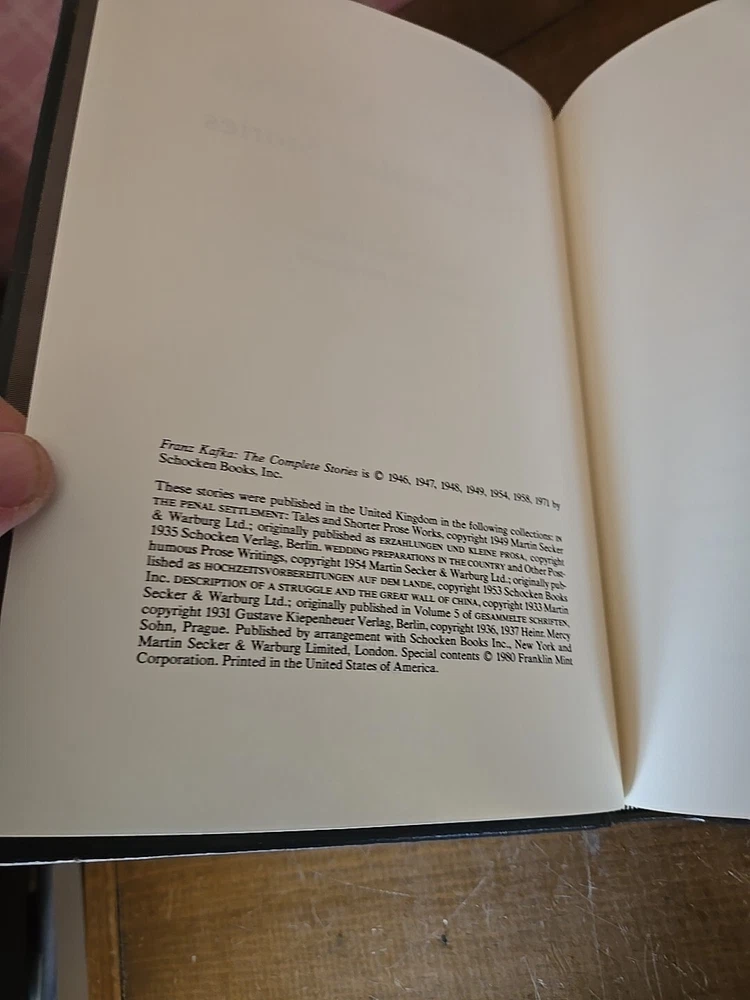 Franz Kafka: The Complete Stories is © 1946, 1947, 1948, 1949, 1954, 1958, 1971 by
Schocken Books, Inc.
These stories were published in the United Kingdom in the following collections: IN
THE PENAL SETTLEMENT: Tales and Shorter Prose Works, copyright 1949 Martin Secker
& Warburg Ltd.; originally published as ERZAHLUNGEN UND KLEINE PROSA, copyright
1935 Schocken Verlag, Berlin. WEDDING PREPARATIONS IN THE COUNTRY and Other Post-
humous Prose Writings, copyright 1954 Martin Secker & Warburg Ltd.; originally pub-
lished as HOCHZEITSVORBEREITUNGEN AUF DEM LANDE, copyright 1953 Schocken Books
Inc. DESCRIPTION OF A STRUGGLE AND THE GREAT WALL OF CHINA, copyright 1933 Martin
Secker & Warburg Ltd.; originally published in Volume 5 of GESAMMELTE SCHRIFTEN,
copyright 1931 Gustave Kiepenheuer Verlag, Berlin, copyright 1936, 1937 Heinr. Mercy
Sohn, Prague. Published by arrangement with Schocken Books Inc., New York and
Martin Secker & Warburg Limited, London. Special contents © 1980 Franklin Mint
Corporation. Printed in the United States of America.